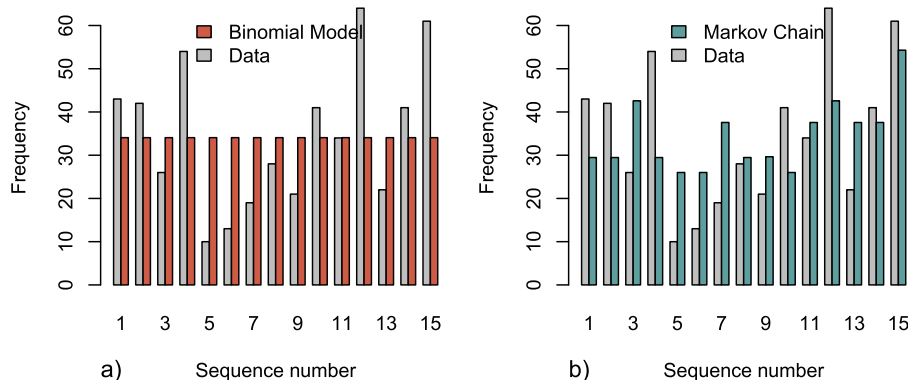 Binomial Model
Data
Frequency
0 10 20 30 40 50 60
1 3 5 7 9 11 13 15
a) Sequence number
Markov Chain
Data
Frequency
0 10 20 30 40 50 60
1 3 5 7 9 11 13 15
b) Sequence number